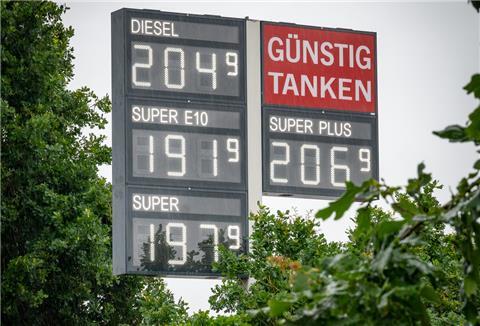 DIESEL
204⁹
SUPER E10
191⁹
SUPER
197⁹
GÜNSTIG
TANKEN
SUPER PLUS
206⁹